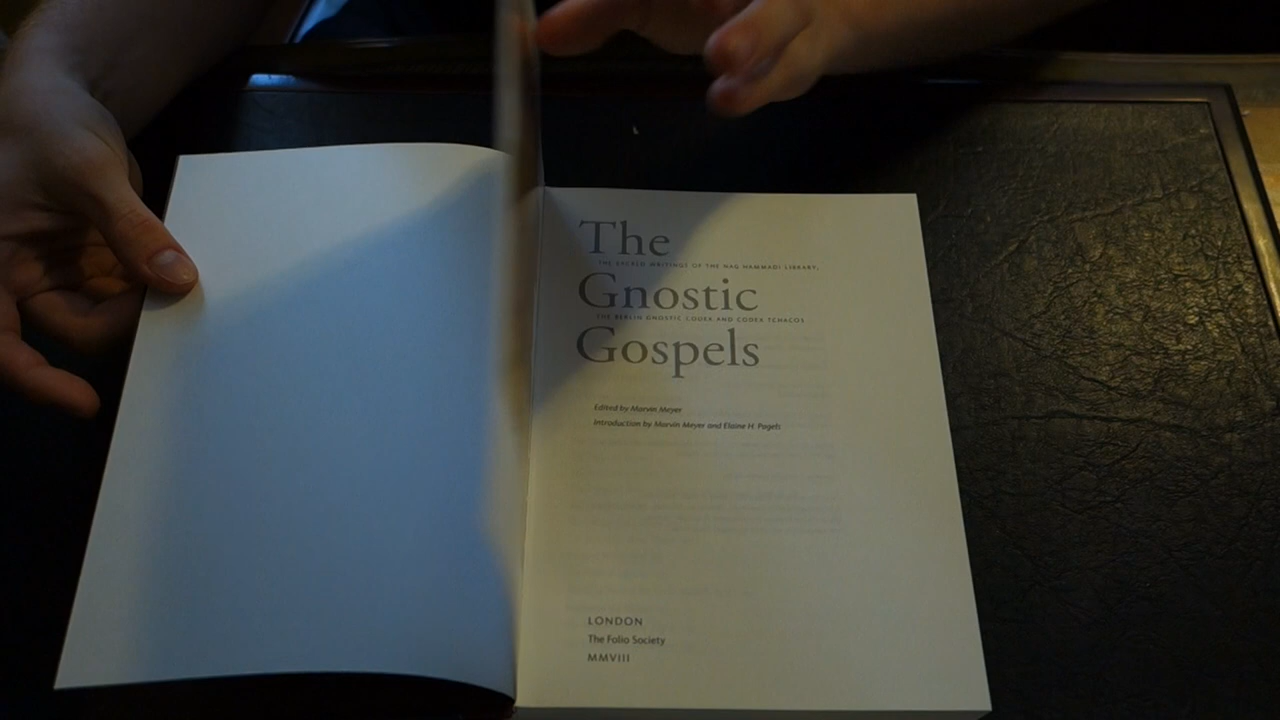 The
THE SACRED WRITINGS OF THE NAG HAMMADI LIBRARY,
Gnostic
THE BERLIN GNOSTIC CODEX AND CODEX TCHACOS
Gospels
Edited by Marvin Meyer
Introduction by Marvin Meyer and Elaine H. Pagels
LONDON
The Folio Society
MMVIII